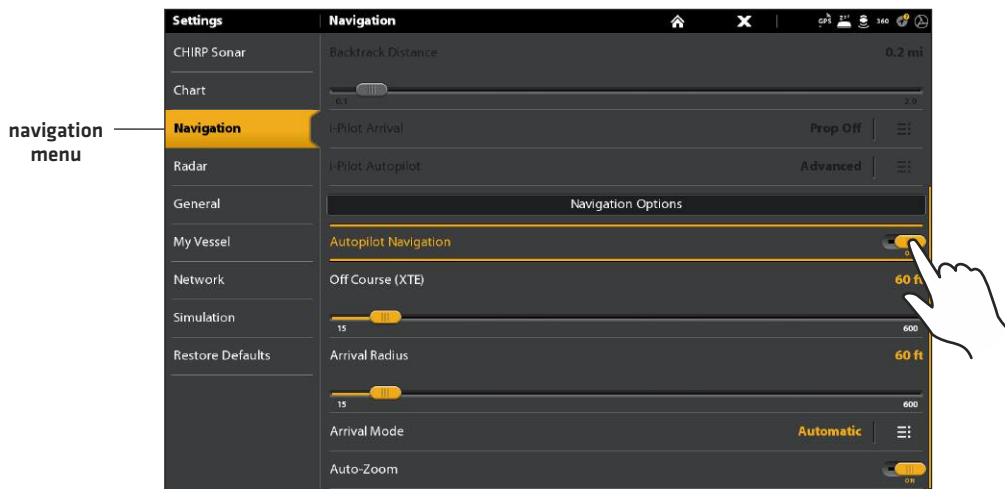 Settings
Navigation
GPS
360
CHIRP Sonar
Backtrack Distance
0.2 mi
Chart
0.1
2.0
navigation
menu
Navigation
i-Pilot Arrival
Prop Off
Radar
i-Pilot Autopilot
Advanced
General
Navigation Options
My Vessel
Autopilot Navigation
Network
Off Course (XTE)
60 ft
Simulation
15
600
Restore Defaults
Arrival Radius
60 ft
15
600
Arrival Mode
Automatic
Auto-Zoom
ON